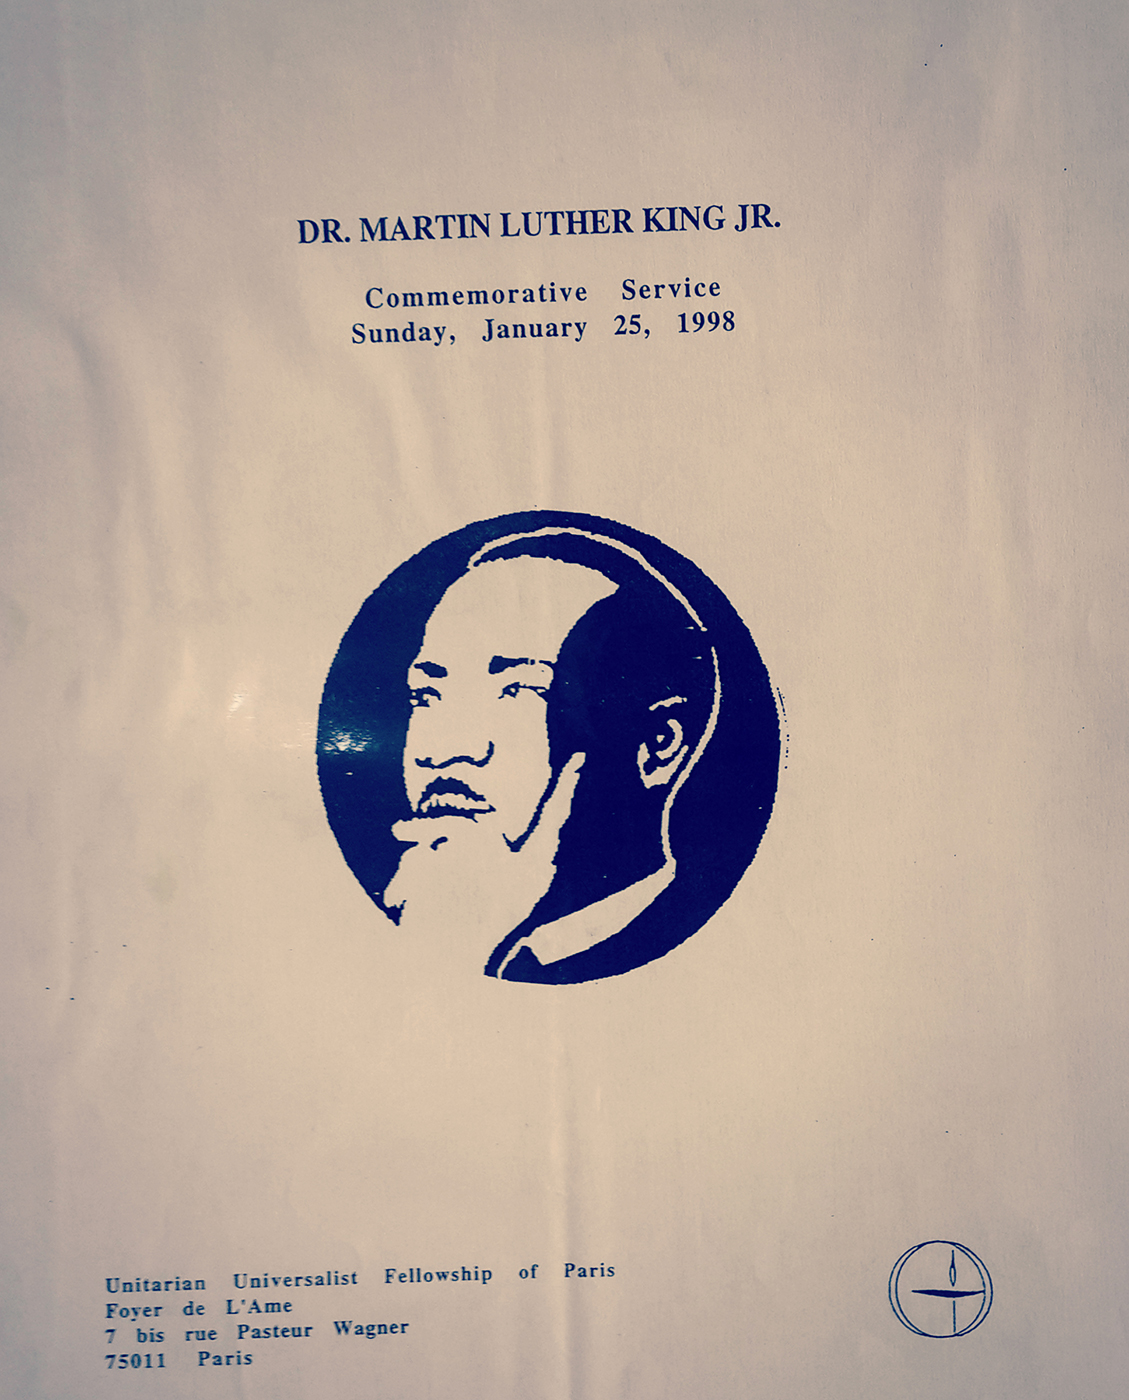 DR. MARTIN LUTHER KING JR.
Commemorative Service
Sunday, January 25, 1998
Unitarian Universalist Fellowship of Paris
Foyer de L'Ame
7 bis rue Pasteur Wagner
75011 Paris